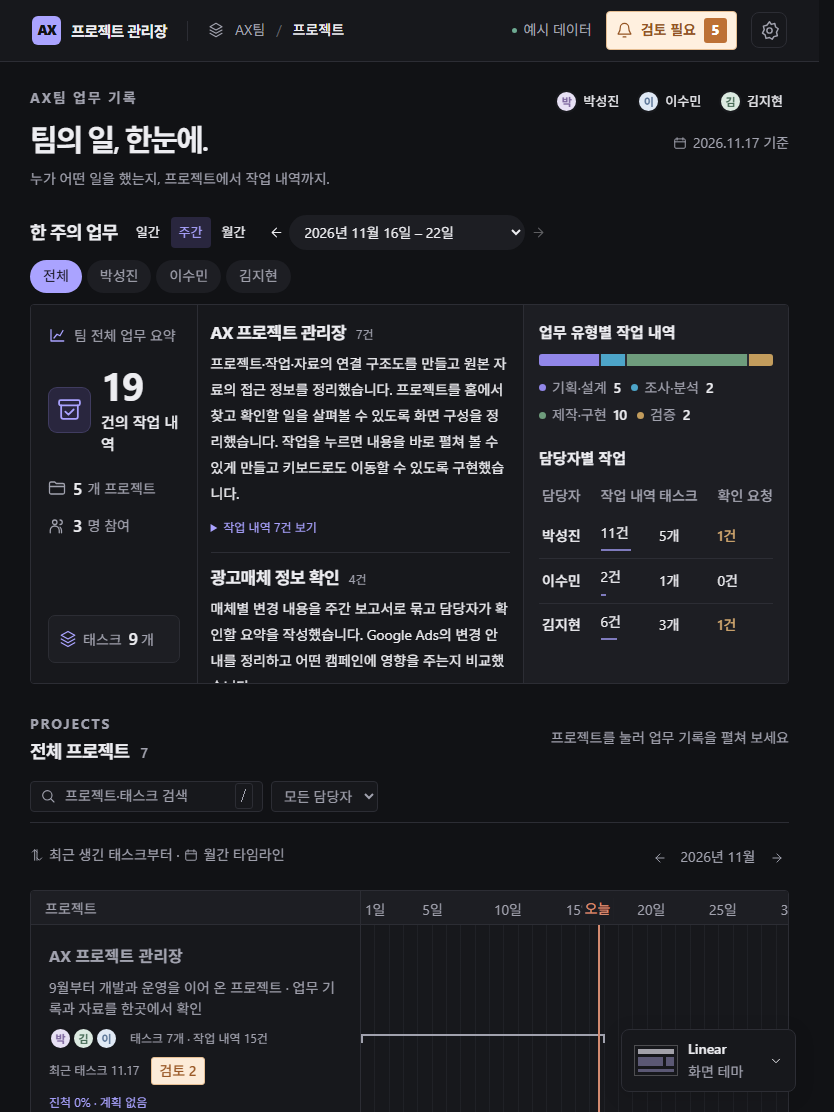 AX 프로젝트 관리장 AX팀 / 프로젝트 예시 데이터 검토 필요 5
AX팀 업무 기록
박 박성진 이 이수민 김 김지현
팀의 일, 한눈에.
2026.11.17 기준
누가 어떤 일을 했는지, 프로젝트에서 작업 내역까지.
한 주의 업무 일간 주간 월간 ← 2026년 11월 16일 – 22일 →
전체 박성진 이수민 김지현
팀 전체 업무 요약
19
건의 작업 내
역
5 개 프로젝트
3 명 참여
태스크 9 개
AX 프로젝트 관리장 7건
프로젝트·작업·자료의 연결 구조도를 만들고 원본 자
료의 접근 정보를 정리했습니다. 프로젝트를 홈에서
찾고 확인할 일을 살펴볼 수 있도록 화면 구성을 정
리했습니다. 작업을 누르면 내용을 바로 펼쳐 볼 수
있게 만들고 키보드로도 이동할 수 있도록 구현했습
니다.
▶ 작업 내역 7건 보기
광고매체 정보 확인 4건
매체별 변경 내용을 주간 보고서로 묶고 담당자가 확
인할 요약을 작성했습니다. Google Ads의 변경 안
내를 정리하고 어떤 캠페인에 영향을 주는지 비교했
습니다.
업무 유형별 작업 내역
기획·설계 5 조사·분석 2
제작·구현 10 검증 2
담당자별 작업
담당자 작업 내역 태스크 확인 요청
박성진 11건 5개 1건
이수민 2건 1개 0건
김지현 6건 3개 1건
PROJECTS
전체 프로젝트 7
프로젝트를 눌러 업무 기록을 펼쳐 보세요
프로젝트·태스크 검색 / 모든 담당자
최근 생긴 태스크부터 · 월간 타임라인
← 2026년 11월 →
프로젝트 1일 5일 10일 15 오늘 20일 25일 3
AX 프로젝트 관리장
9월부터 개발과 운영을 이어 온 프로젝트 · 업무 기
록과 자료를 한곳에서 확인
박 김 이 태스크 7개 · 작업 내역 15건
최근 태스크 11.17 검토 2
진척 0% · 계획 없음
Linear
화면 테마